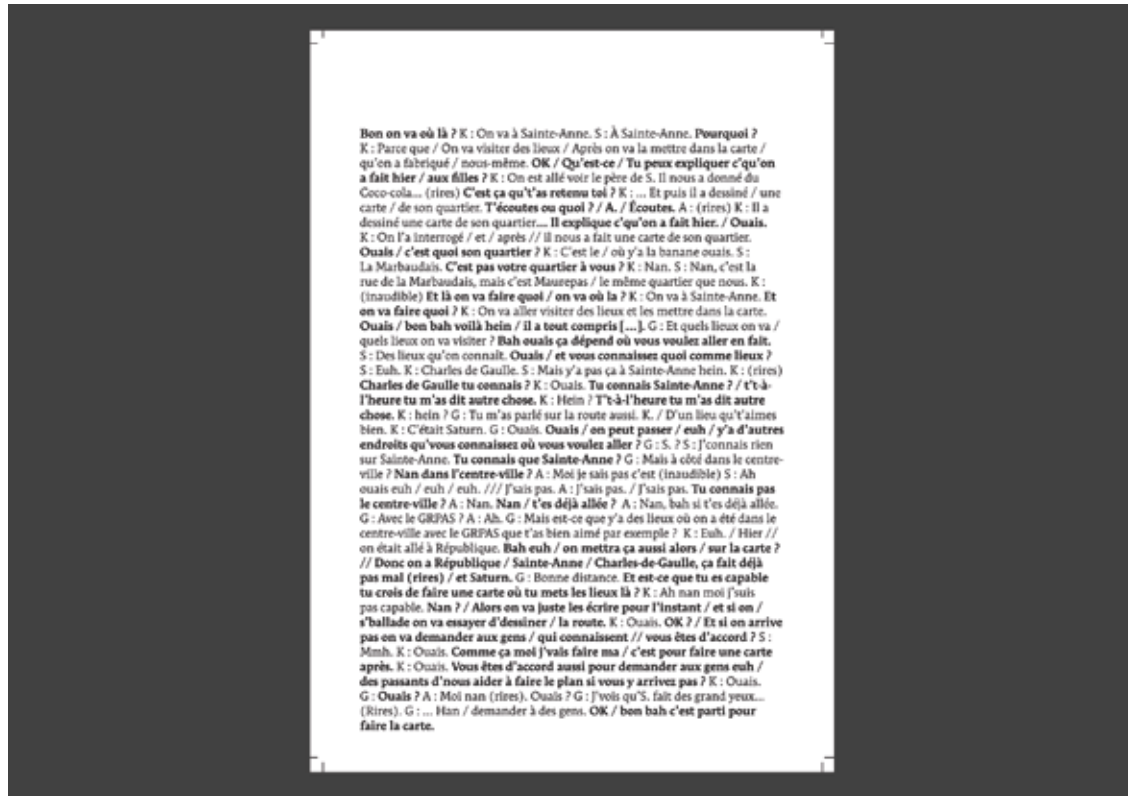 Bon on va où là ? K : On va à Sainte-Anne. S : À Sainte-Anne. Pourquoi ?
K : Parce que / On va visiter des lieux / Après on va la mettre dans la carte /
qu'on a fabriqué / nous-même. OK / Qu'est-ce / Tu peux expliquer c'qu'on
a fait hier / aux filles ? K : On est allé voir le père de S. Il nous a donné du
Coco-cola... (rires) C'est ça qu't'as retenu toi ? K : ... Et puis il a dessiné / une
carte / de son quartier. T'écoutes ou quoi ? / A. / Écoutes. A : (rires) K : Il a
dessiné une carte de son quartier.... Il explique c'qu'on a fait hier. / Ouais.
K : On l'a interrogé / et / après // il nous a fait une carte de son quartier.
Ouais / c'est quoi son quartier ? K : C'est le / où y'a la banane ouais. S :
La Marbaudais. C'est pas votre quartier à vous ? K : Nan. S : Nan, c'est la
rue de la Marbaudais, mais c'est Maurepas / le même quartier que nous. K :
(inaudible) Et là on va faire quoi / on va où la ? K : On va à Sainte-Anne. Et
on va faire quoi ? K : On va aller visiter des lieux et les mettre dans la carte.
Ouais / bon bah voilà hein / il a tout compris [...]. G : Et quels lieux on va /
quels lieux on va visiter ? Bah ouais ça dépend où vous voulez aller en fait.
S : Des lieux qu'on connaît. Ouais / et vous connaissez quoi comme lieux ?
S : Euh. K : Charles de Gaulle. S : Mais y'a pas ça à Sainte-Anne hein. K : (rires)
Charles de Gaulle tu connais ? K : Ouais. Tu connais Sainte-Anne ? / t't-à-
l'heure tu m'as dit autre chose. K : Hein ? T't-à-l'heure tu m'as dit autre
chose. K : hein ? G : Tu m'as parlé sur la route aussi. K. / D'un lieu qu't'aimes
bien. K : C'était Saturn. G : Ouais. Ouais / on peut passer / euh / y'a d'autres
endroits qu'vous connaissez où vous voulez aller ? G : S. ? S : J'connais rien
sur Sainte-Anne. Tu connais que Sainte-Anne ? G : Mais à côté dans le centre-
ville ? Nan dans l'centre-ville ? A : Moi je sais pas c'est (inaudible) S : Ah
ouais euh / euh / euh. /// J'sais pas. A : J'sais pas. / J'sais pas. Tu connais pas
le centre-ville ? A : Nan. Nan / t'es déjà allée ? A : Nan, bah si t'es déjà allée.
G : Avec le GRPAS ? A : Ah. G : Mais est-ce que y'a des lieux où on a été dans le
centre-ville avec le GRPAS que t'as bien aimé par exemple ? K : Euh. / Hier //
on était allé à République. Bah euh / on mettra ça aussi alors / sur la carte ?
// Donc on a République / Sainte-Anne / Charles-de-Gaulle, ça fait déjà
pas mal (rires) / et Saturn. G : Bonne distance. Et est-ce que tu es capable
tu crois de faire une carte où tu mets les lieux là ? K : Ah nan moi j'suis
pas capable. Nan ? / Alors on va juste les écrire pour l'instant / et si on /
s'ballade on va essayer d'dessiner / la route. K : Ouais. OK ? / Et si on arrive
pas on va demander aux gens / qui connaissent // vous êtes d'accord ? S :
Mmh. K : Ouais. Comme ça moi j'vais faire ma / c'est pour faire une carte
après. K : Ouais. Vous êtes d'accord aussi pour demander aux gens euh /
des passants d'nous aider à faire le plan si vous y arrivez pas ? K : Ouais.
G : Ouais ? A : Moi nan (rires). Ouais ? G : J'vois qu'S. fait des grand yeux...
(Rires). G : ... Han / demander à des gens. OK / bon bah c'est parti pour
faire la carte.